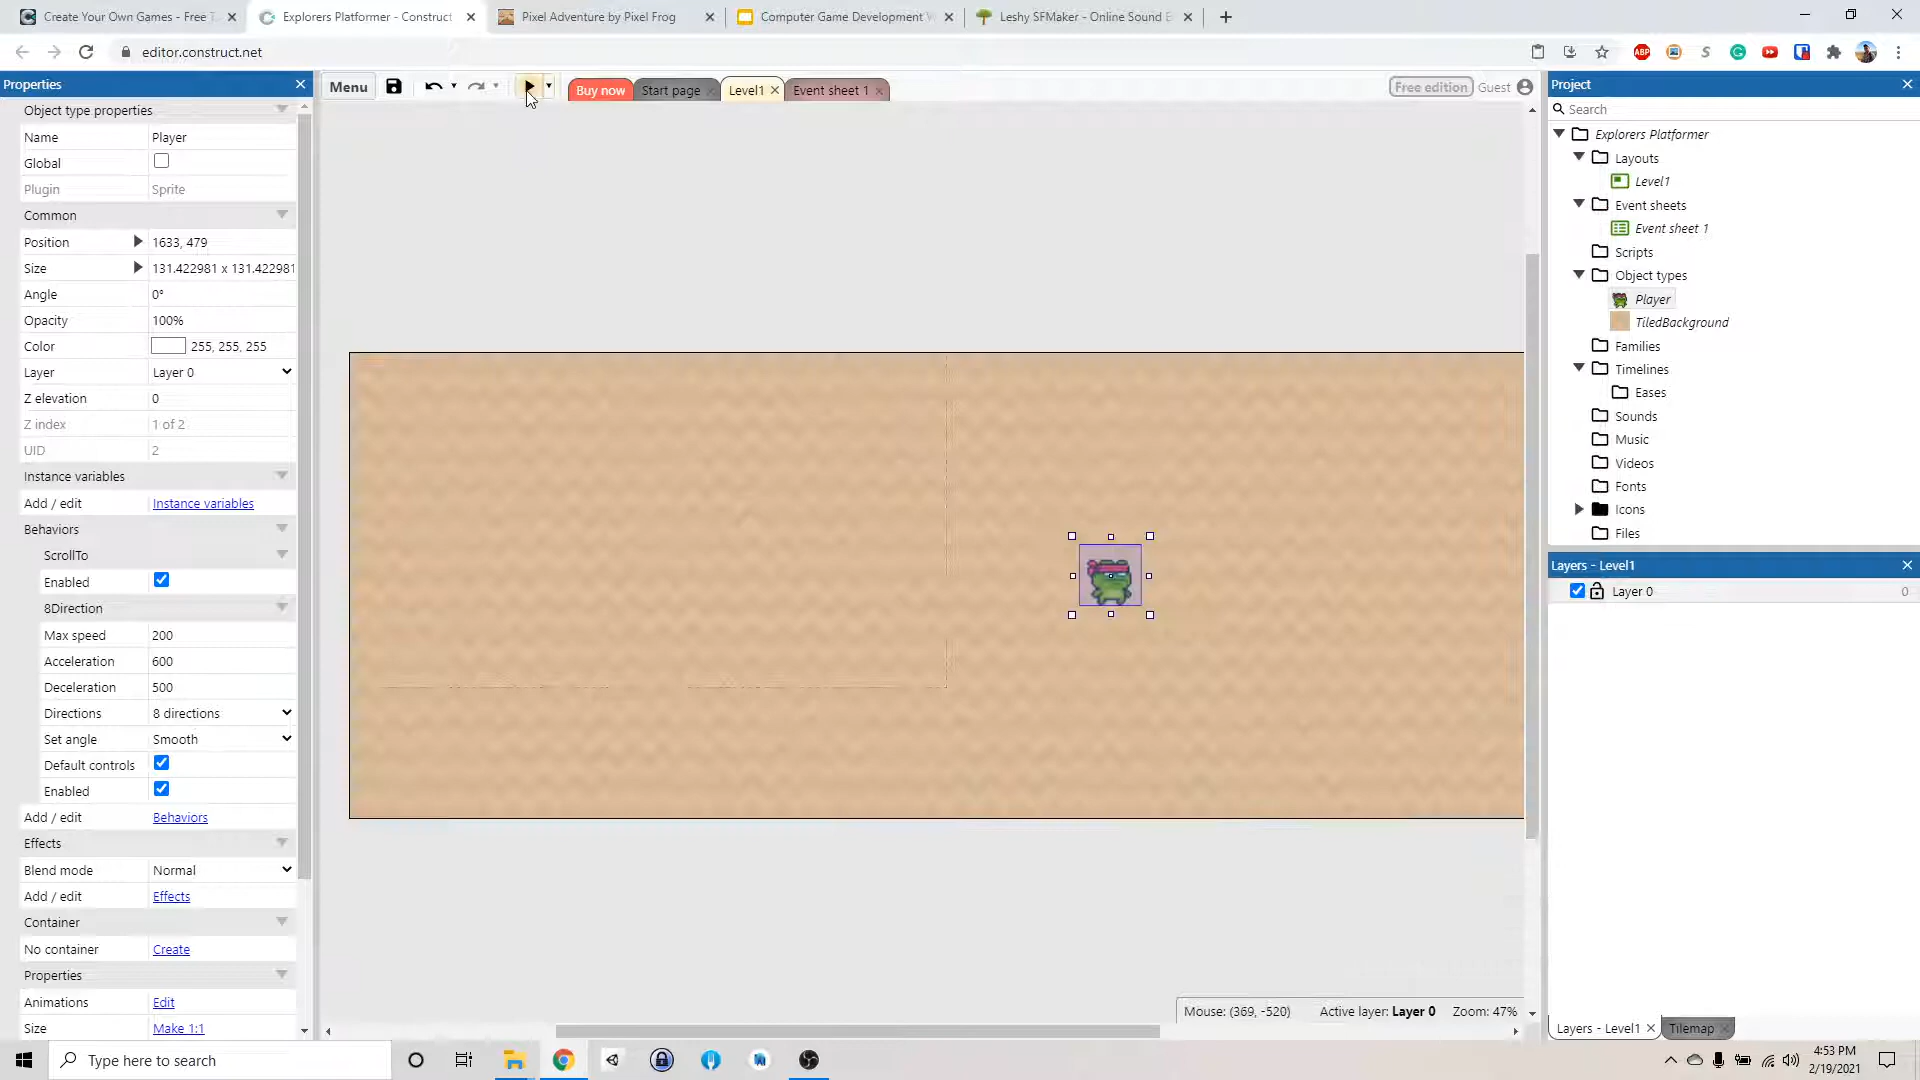 Create Your Own Games - Free T
Explorers Platformer - Construct
Pixel Adventure by Pixel Frog
Computer Game Development
Leshy SFMaker - Online Sound E
editor.construct.net
Properties
Menu
Buy now
Start page
Level1
Event sheet 1
Free edition
Guest
Project
Object type properties
Name Player
Global
Plugin Sprite
Common
Position 1633, 479
Size 131.422981 x 131.422981
Angle 0°
Opacity 100%
Color 255, 255, 255
Layer Layer 0
Z elevation 0
Z index 1 of 2
UID 2
Instance variables
Add / edit Instance variables
Behaviors
ScrollTo
Enabled
8Direction
Max speed 200
Acceleration 600
Deceleration 500
Directions 8 directions
Set angle Smooth
Default controls
Enabled
Add / edit Behaviors
Effects
Blend mode Normal
Add / edit Effects
Container
No container Create
Properties
Animations Edit
Size Make 1:1
Search
Explorers Platformer
Layouts
Level1
Event sheets
Event sheet 1
Scripts
Object types
Player
TiledBackground
Families
Timelines
Eases
Sounds
Music
Videos
Fonts
Icons
Files
Layers - Level1
Layer 0 0
Mouse: (369, -520) Active layer: Layer 0 Zoom: 47%
Layers - Level1
Tilemap
Type here to search
4:53 PM
2/19/2021